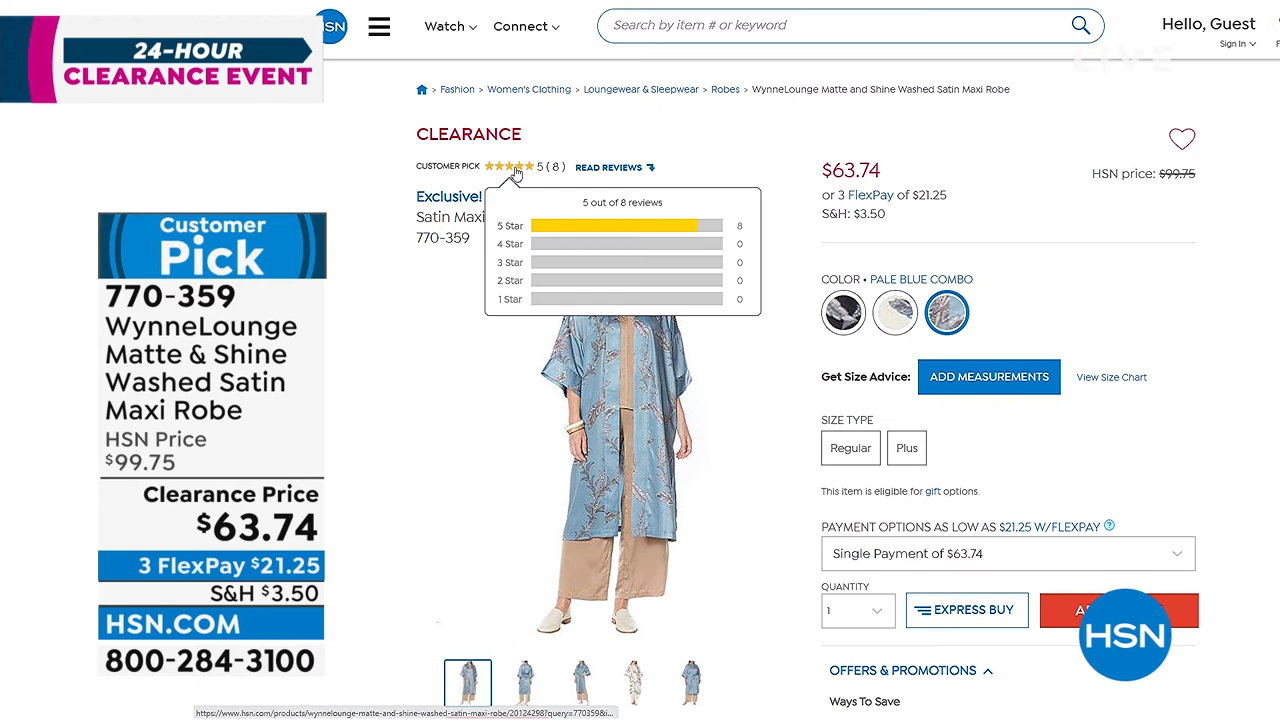 24-HOUR
CLEARANCE EVENT
Customer
Pick
770-359
WynneLounge
Matte & Shine
Washed Satin
Maxi Robe
HSN Price
$99.75
Clearance Price
$63.74
3 FlexPay $21.25
S&H $3.50
HSN.COM
800-284-3100
HSN
Watch
Connect
Search by item # or keyword
Hello, Guest
Sign In
LIVE
Fashion > Women's Clothing > Loungewear & Sleepwear > Robes > WynneLounge Matte and Shine Washed Satin Maxi Robe
CLEARANCE
CUSTOMER PICK 5 ( 8 ) READ REVIEWS
Exclusive!
Satin Maxi
770-359
5 out of 8 reviews
5 Star 8
4 Star 0
3 Star 0
2 Star 0
1 Star 0
$63.74
HSN price: $99.75
or 3 FlexPay of $21.25
S&H: $3.50
COLOR • PALE BLUE COMBO
Get Size Advice: ADD MEASUREMENTS View Size Chart
SIZE TYPE
Regular Plus
This item is eligible for gift options.
PAYMENT OPTIONS AS LOW AS $21.25 W/FLEXPAY
Single Payment of $63.74
QUANTITY
1
EXPRESS BUY
HSN
OFFERS & PROMOTIONS
Ways To Save
https://www.hsn.com/products/wynnelounge-matte-and-shine-washed-satin-maxi-robe/20124298?query=770359&i...